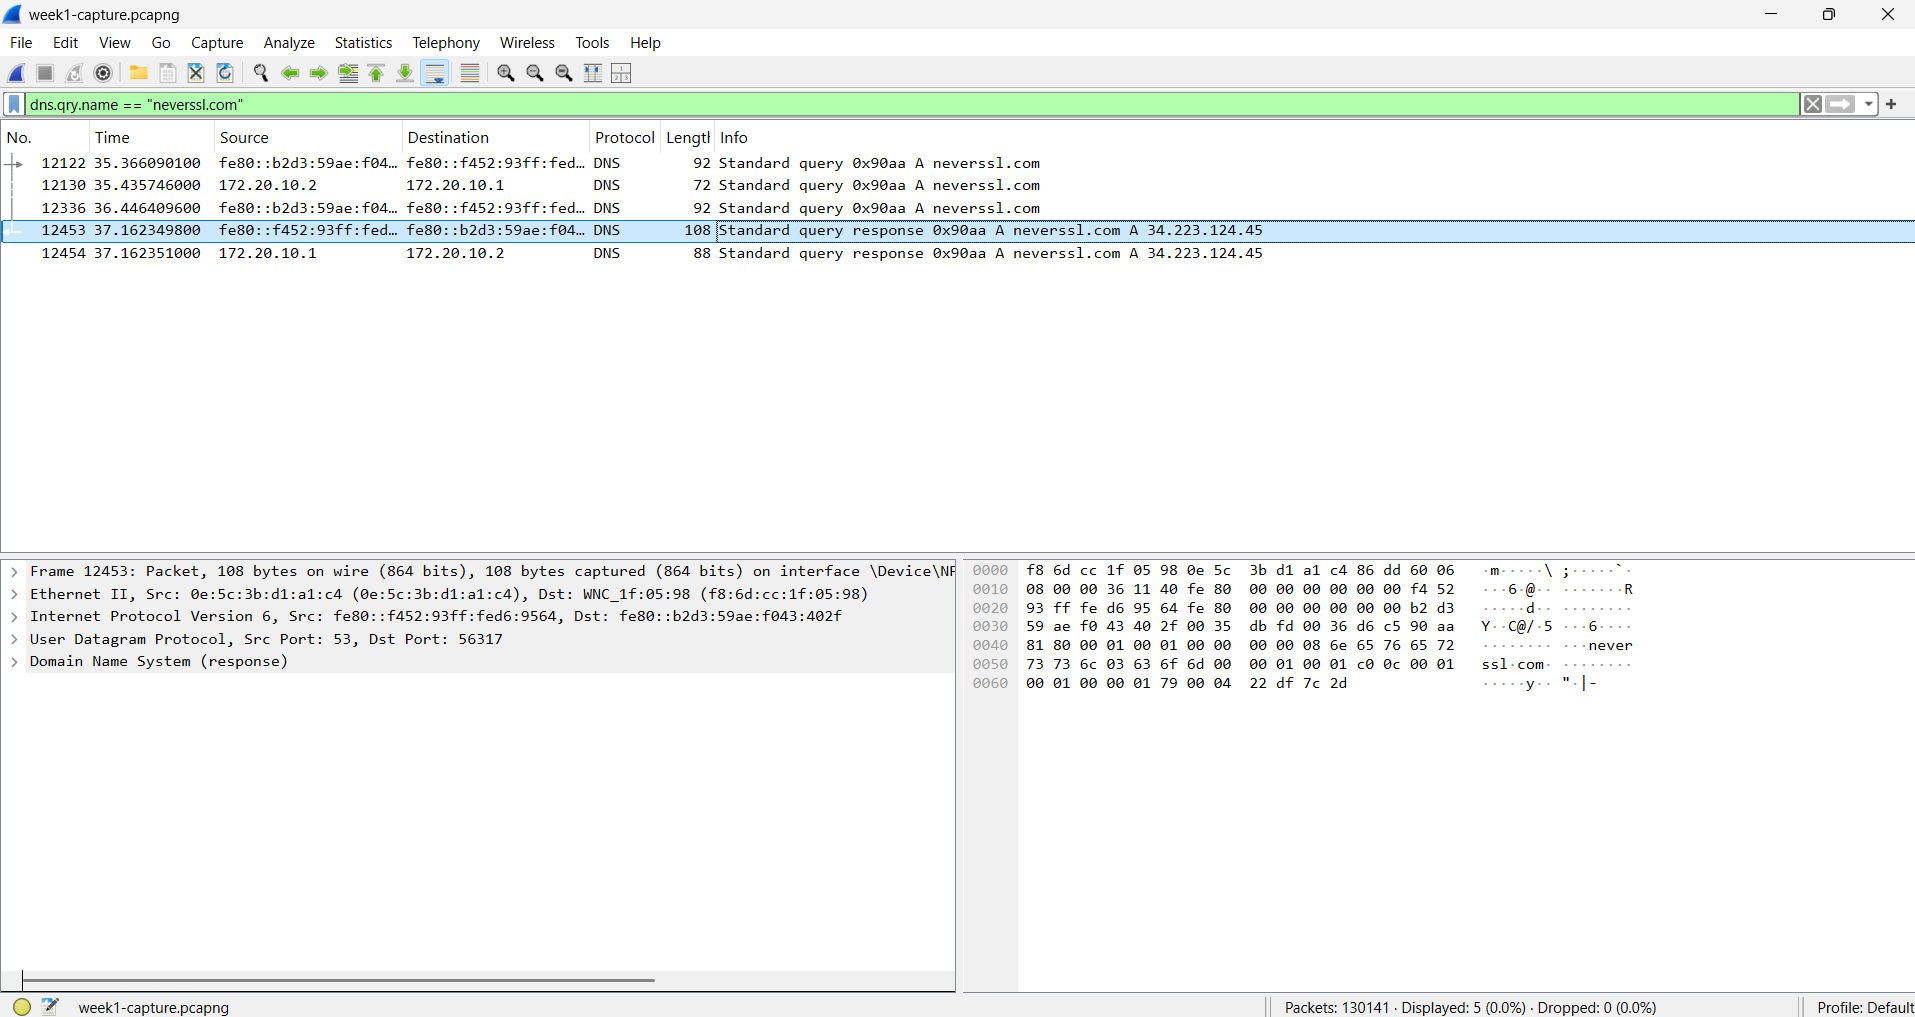 week1-capture.pcapng
File Edit View Go Capture Analyze Statistics Telephony Wireless Tools Help
dns.qry.name == "neverssl.com"
No. Time Source Destination Protocol Length Info
12122 35.366090100 fe80::b2d3:59ae:f04… fe80::f452:93ff:fed… DNS 92 Standard query 0x90aa A neverssl.com
12130 35.435746000 172.20.10.2 172.20.10.1 DNS 72 Standard query 0x90aa A neverssl.com
12336 36.446409600 fe80::b2d3:59ae:f04… fe80::f452:93ff:fed… DNS 92 Standard query 0x90aa A neverssl.com
12453 37.162349800 fe80::f452:93ff:fed… fe80::b2d3:59ae:f04… DNS 108 Standard query response 0x90aa A neverssl.com A 34.223.124.45
12454 37.162351000 172.20.10.1 172.20.10.2 DNS 88 Standard query response 0x90aa A neverssl.com A 34.223.124.45
Frame 12453: Packet, 108 bytes on wire (864 bits), 108 bytes captured (864 bits) on interface \Device\NF
Ethernet II, Src: 0e:5c:3b:d1:a1:c4 (0e:5c:3b:d1:a1:c4), Dst: WNC_1f:05:98 (f8:6d:cc:1f:05:98)
Internet Protocol Version 6, Src: fe80::f452:93ff:fed6:9564, Dst: fe80::b2d3:59ae:f043:402f
User Datagram Protocol, Src Port: 53, Dst Port: 56317
Domain Name System (response)
0000 f8 6d cc 1f 05 98 0e 5c 3b d1 a1 c4 86 dd 60 06 ·m·····\ ;·····`·
0010 08 00 00 36 11 40 fe 80 00 00 00 00 00 00 f4 52 ···6·@·· ·······R
0020 93 ff fe d6 95 64 fe 80 00 00 00 00 00 00 b2 d3 ·····d·· ········
0030 59 ae f0 43 40 2f 00 35 db fd 00 36 d6 c5 90 aa Y··C@/·5 ···6····
0040 81 80 00 01 00 01 00 00 00 00 08 6e 65 76 65 72 ········ ···never
0050 73 73 6c 03 63 6f 6d 00 00 01 00 01 c0 0c 00 01 ssl·com· ········
0060 00 01 00 00 01 79 00 04 22 df 7c 2d ·····y·· "·|-
week1-capture.pcapng
Packets: 130141 · Displayed: 5 (0.0%) · Dropped: 0 (0.0%)
Profile: Default